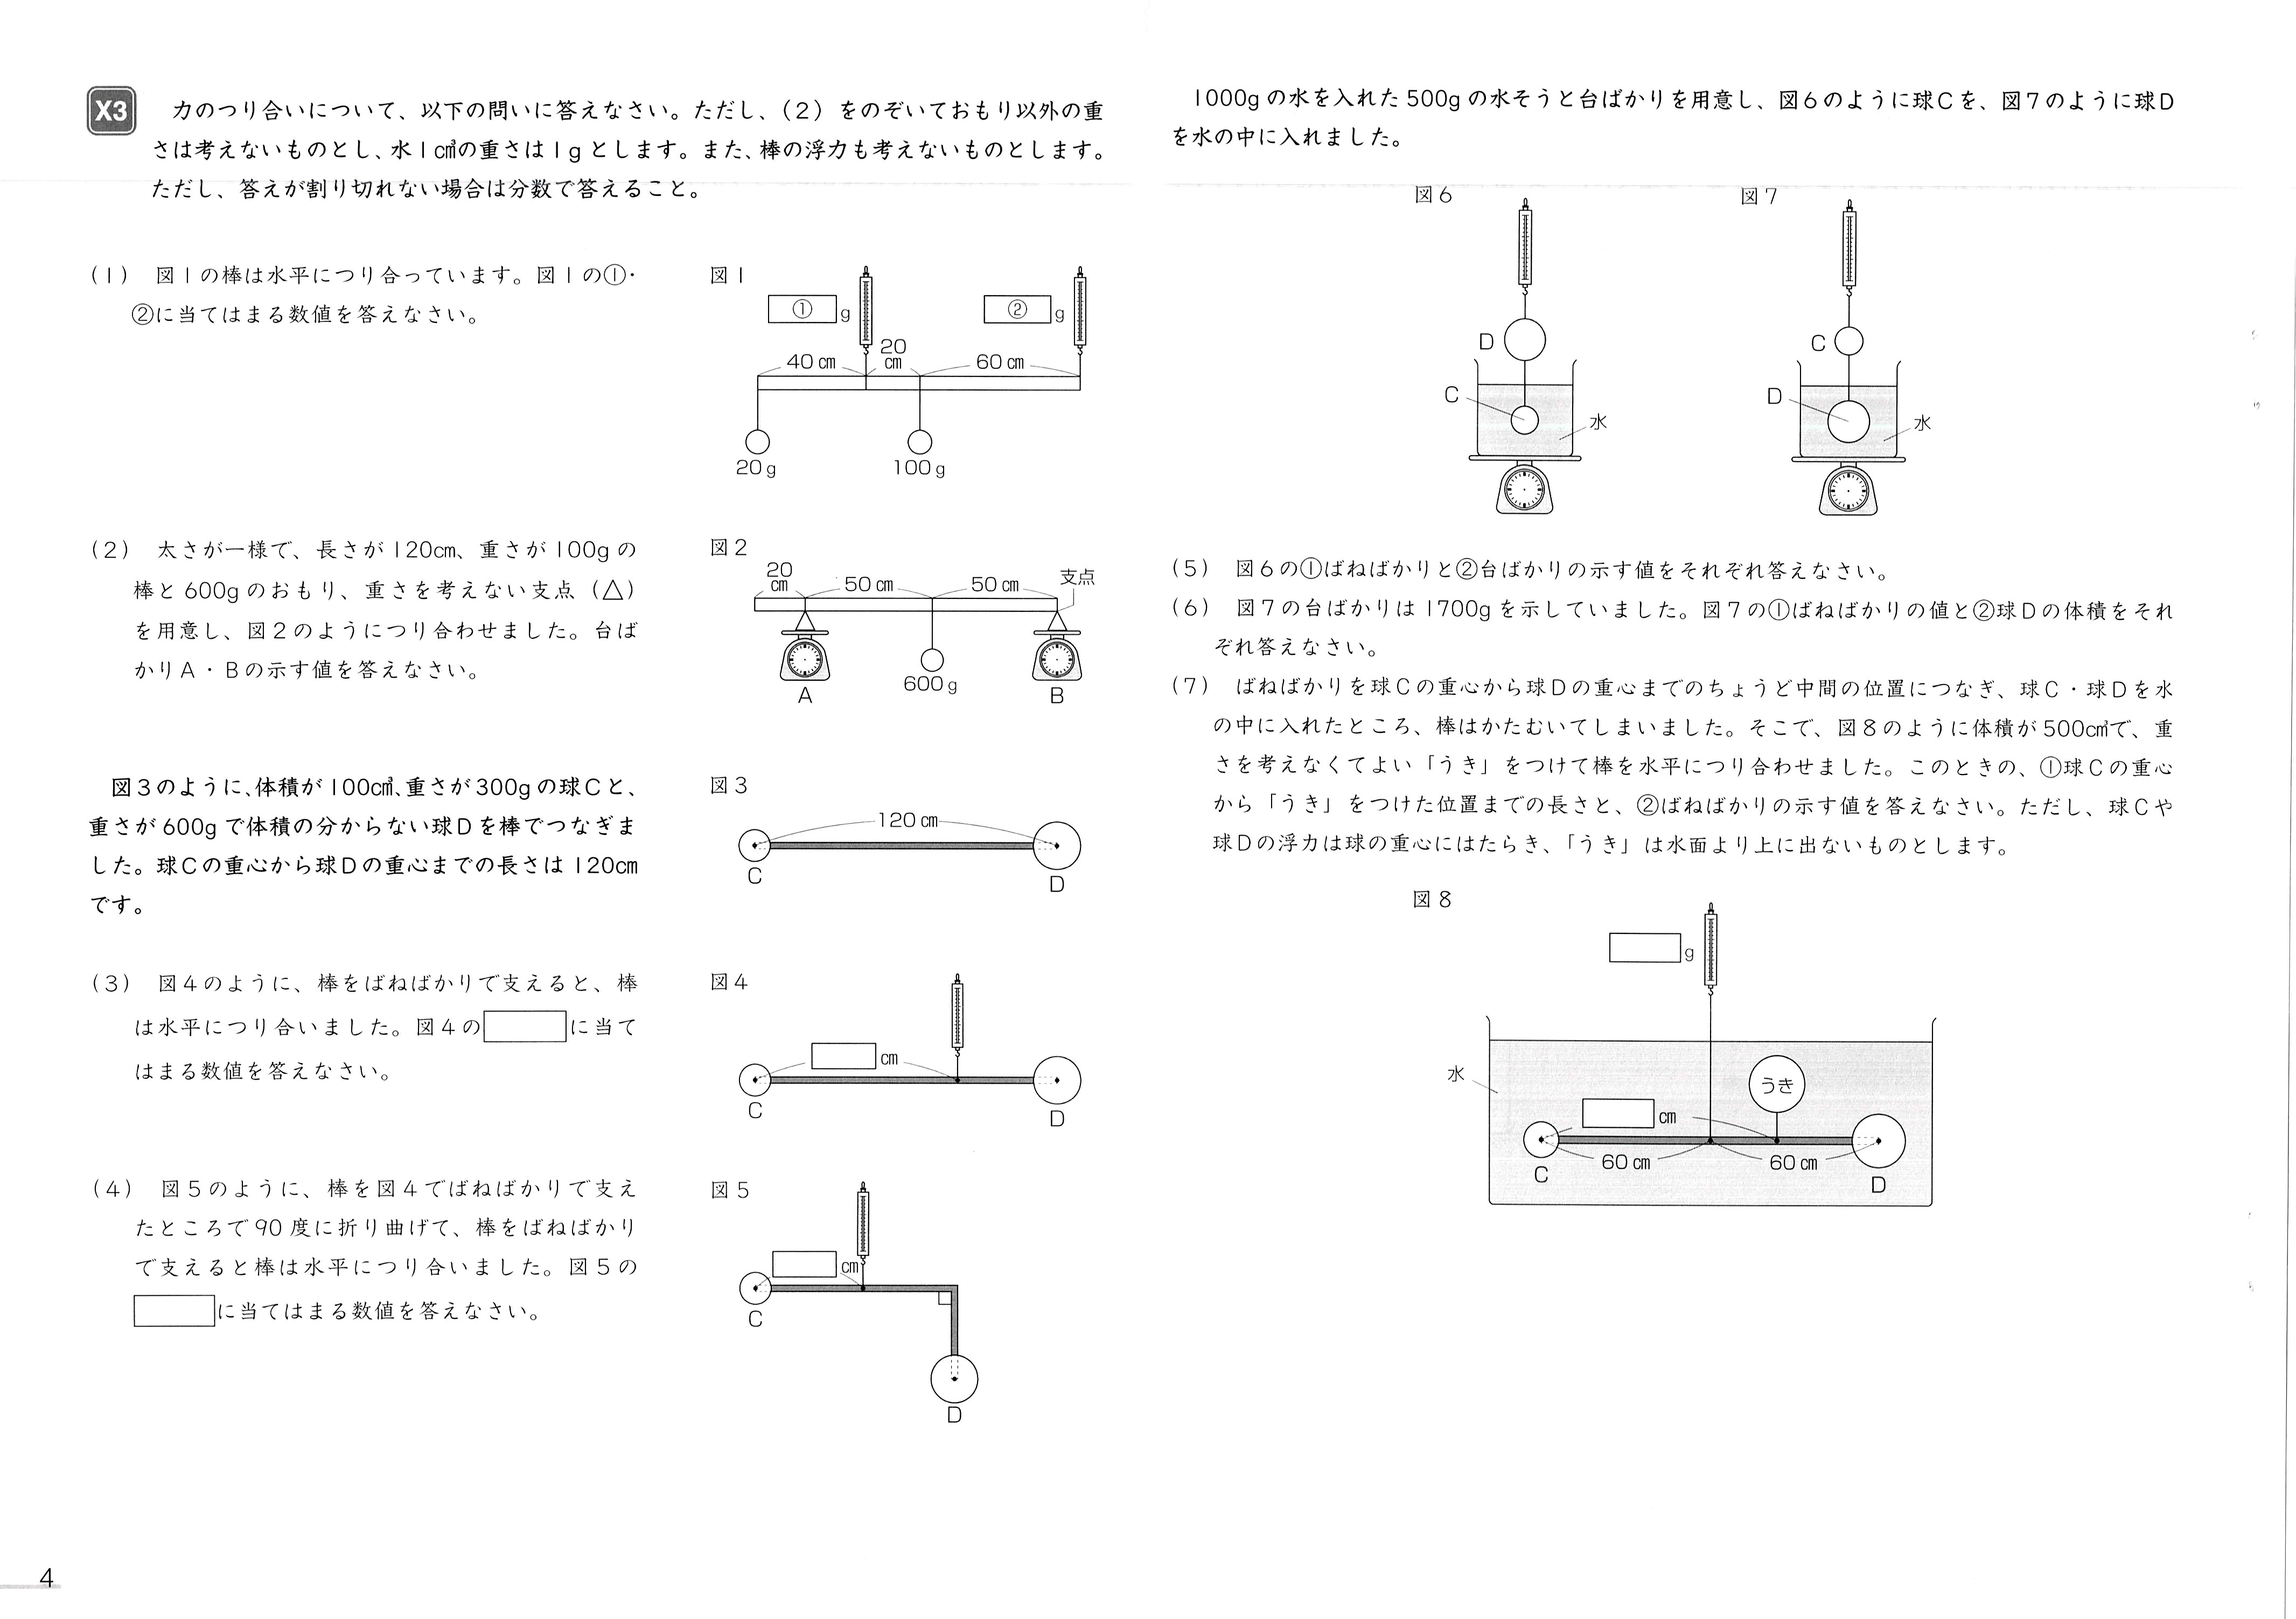 X3
力のつり合いについて、以下の問いに答えなさい。ただし、(2)をのぞいておもり以外の重
さは考えないものとし、水1㎤の重さは1gとします。また、棒の浮力も考えないものとします。
ただし、答えが割り切れない場合は分数で答えること。
(1) 図1の棒は水平につり合っています。図1の①・
②に当てはまる数値を答えなさい。
図1
① g
② g
40 cm
20
cm
60 cm
20 g
100 g
(2) 太さが一様で、長さが120cm、重さが100gの
棒と600gのおもり、重さを考えない支点(△)
を用意し、図2のようにつり合わせました。台ば
かりA・Bの示す値を答えなさい。
図2
20
cm
50 cm
50 cm
支点
600 g
A
B
図3のように、体積が100㎤、重さが300gの球Cと、
重さが600gで体積の分からない球Dを棒でつなぎま
した。球Cの重心から球Dの重心までの長さは120cm
です。
図3
120 cm
C
D
(3) 図4のように、棒をばねばかりで支えると、棒
は水平につり合いました。図4の に当て
はまる数値を答えなさい。
図4
cm
C
D
(4) 図5のように、棒を図4でばねばかりで支え
たところで90度に折り曲げて、棒をばねばかり
で支えると棒は水平につり合いました。図5の
に当てはまる数値を答えなさい。
図5
cm
C
D
4
1000gの水を入れた500gの水そうと台ばかりを用意し、図6のように球Cを、図7のように球D
を水の中に入れました。
図6
D
C
水
図7
C
D
水
(5) 図6の①ばねばかりと②台ばかりの示す値をそれぞれ答えなさい。
(6) 図7の台ばかりは1700gを示していました。図7の①ばねばかりの値と②球Dの体積をそれ
ぞれ答えなさい。
(7) ばねばかりを球Cの重心から球Dの重心までのちょうど中間の位置につなぎ、球C・球Dを水
の中に入れたところ、棒はかたむいてしまいました。そこで、図8のように体積が500㎤で、重
さを考えなくてよい「うき」をつけて棒を水平につり合わせました。このときの、①球Cの重心
から「うき」をつけた位置までの長さと、②ばねばかりの示す値を答えなさい。ただし、球Cや
球Dの浮力は球の重心にはたらき、「うき」は水面より上に出ないものとします。
図8
g
水
うき
cm
60 cm
60 cm
C
D